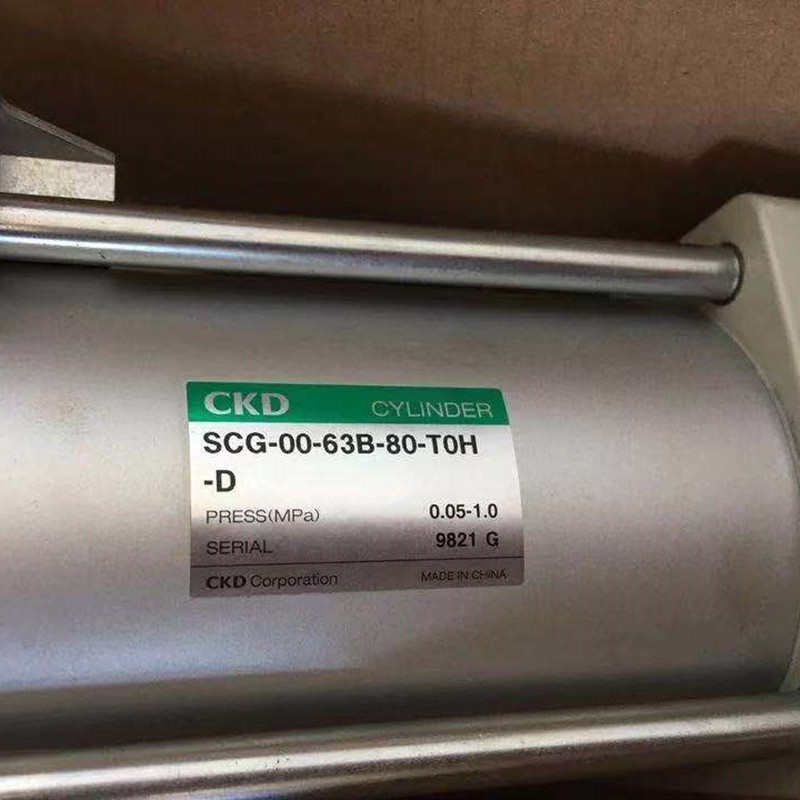 CKD CYLINDER
SCG-00-63B-80-T0H
-D
PRESS(MPa) 0.05-1.0
SERIAL 9821 G
CKD Corporation MADE IN CHINA